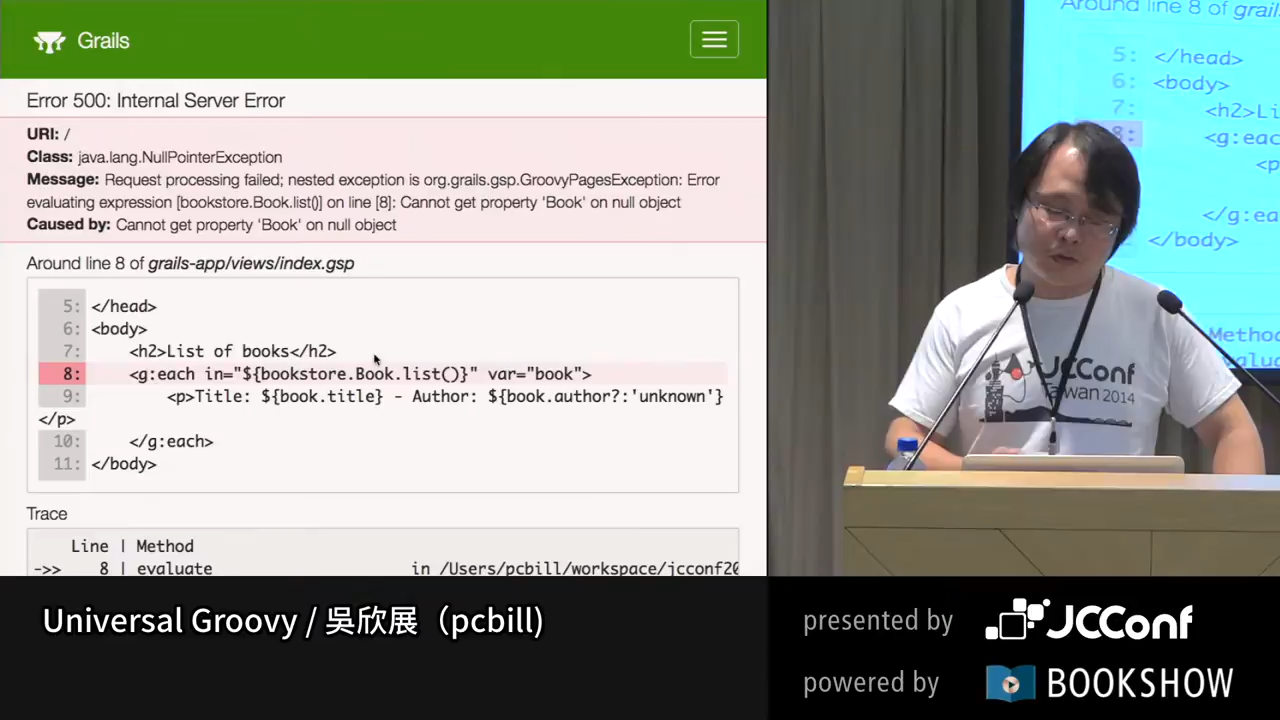 Grails
Error 500: Internal Server Error
URI: /
Class: java.lang.NullPointerException
Message: Request processing failed; nested exception is org.grails.gsp.GroovyPagesException: Error
evaluating expression [bookstore.Book.list()] on line [8]: Cannot get property 'Book' on null object
Caused by: Cannot get property 'Book' on null object
Around line 8 of grails-app/views/index.gsp
5: </head>
6: <body>
7: <h2>List of books</h2>
8: <g:each in="${bookstore.Book.list()}" var="book">
9: <p>Title: ${book.title} - Author: ${book.author?:'unknown'}
</p>
10: </g:each>
11: </body>
Trace
Line | Method
->> 8 | evaluate in /Users/pcbill/workspace/jcconf20
Around line 8 of grail
5: </head>
6: <body>
7: <h2>Li
8: <g:eac
<p
</g:ea
</body>
Method
JCConf
Taiwan 2014
Universal Groovy / 吳欣展（pcbill)
presented by JCConf
powered by BOOKSHOW